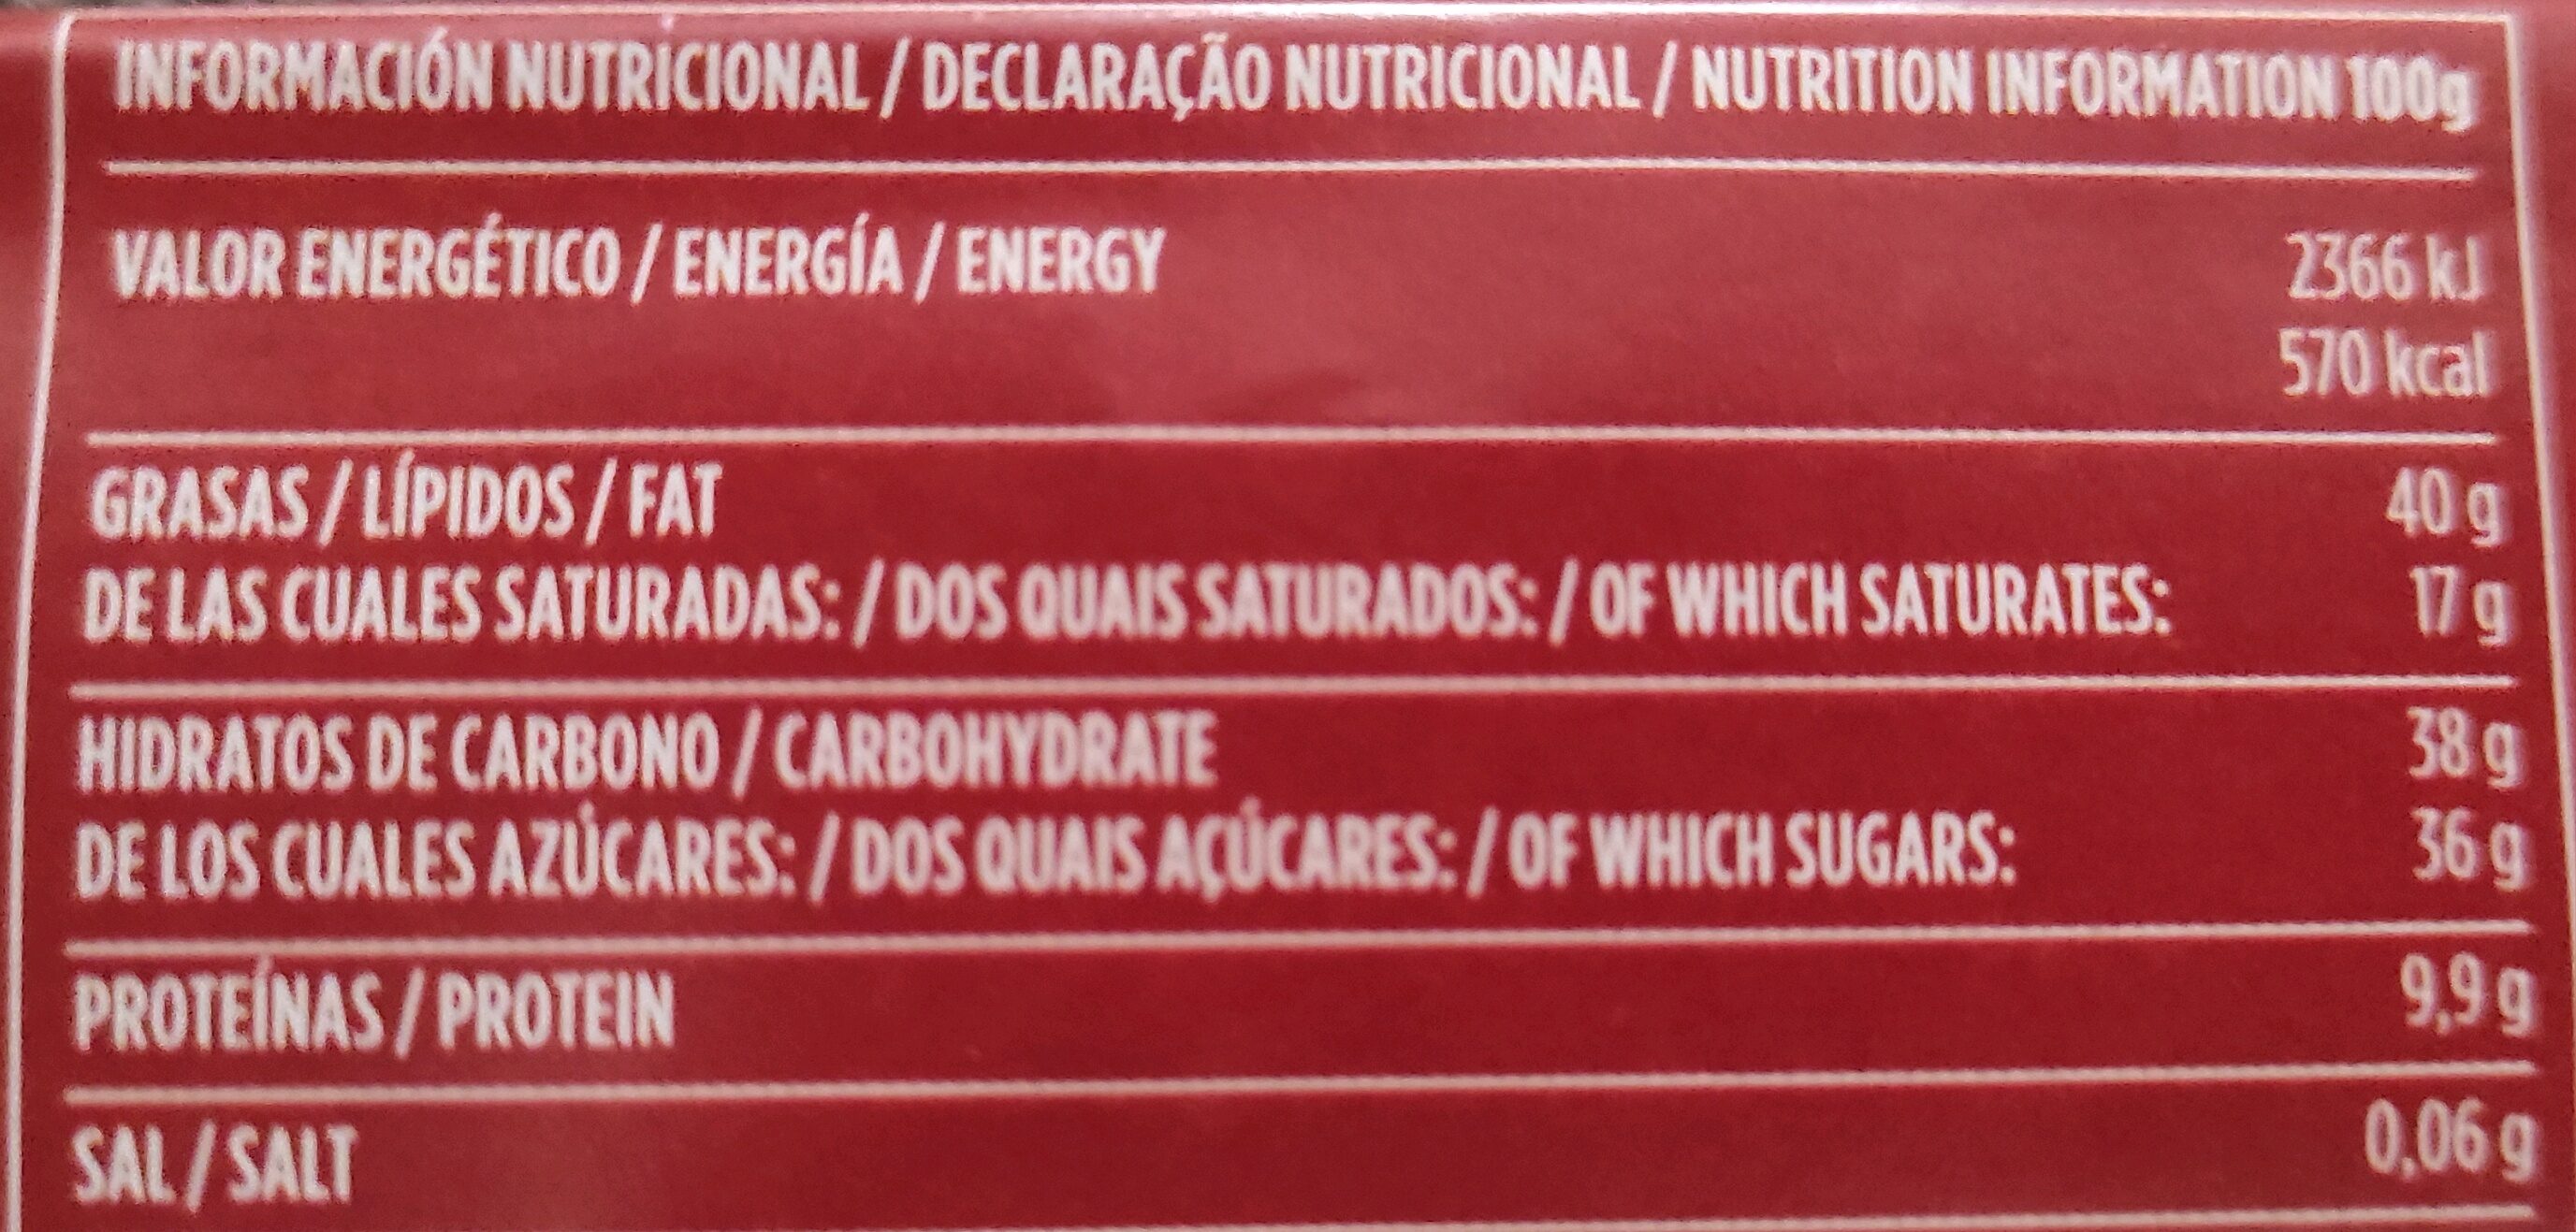 INFORMACIÓN NUTRICIONAL / DECLARAÇÃO NUTRICIONAL / NUTRITION INFORMATION 100g
VALOR ENERGÉTICO / ENERGÍA / ENERGY 2366 kJ
570 kcal
GRASAS / LÍPIDOS / FAT 40 g
DE LAS CUALES SATURADAS: / DOS QUAIS SATURADOS: / OF WHICH SATURATES: 17 g
HIDRATOS DE CARBONO / CARBOHYDRATE 38 g
DE LOS CUALES AZÚCARES: / DOS QUAIS AÇÚCARES: / OF WHICH SUGARS: 36 g
PROTEÍNAS / PROTEIN 9,9 g
SAL / SALT 0,06 g